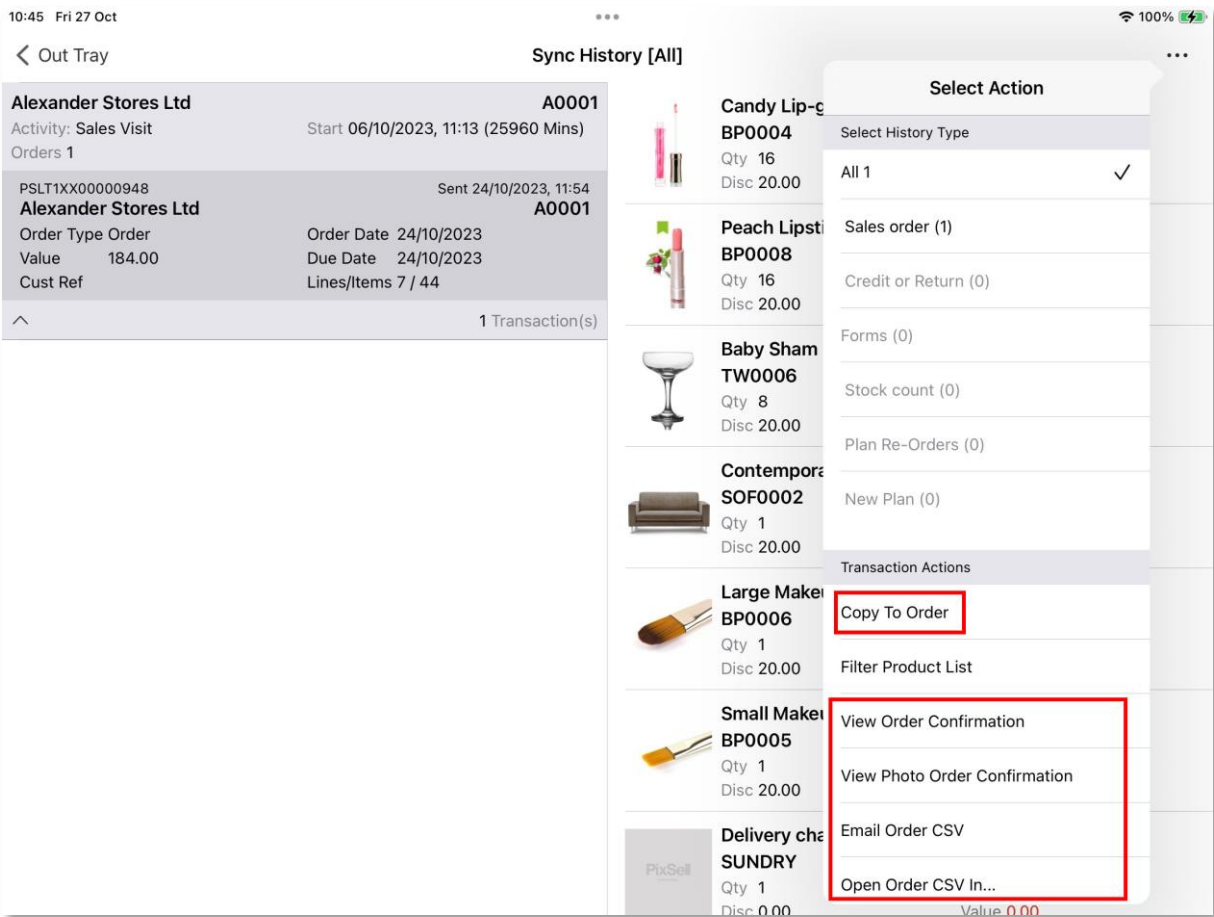 10:45 Fri 27 Oct
100%
Out Tray
Sync History [All]
Alexander Stores Ltd A0001
Activity: Sales Visit Start 06/10/2023, 11:13 (25960 Mins)
Orders 1
PSLT1XX00000948 Sent 24/10/2023, 11:54
Alexander Stores Ltd A0001
Order Type Order Order Date 24/10/2023
Value 184.00 Due Date 24/10/2023
Cust Ref Lines/Items 7 / 44
1 Transaction(s)
Candy Lip-g
BP0004
Qty 16
Disc 20.00
Peach Lipsti
BP0008
Qty 16
Disc 20.00
Baby Sham
TW0006
Qty 8
Disc 20.00
Contempora
SOF0002
Qty 1
Disc 20.00
Large Make
BP0006
Qty 1
Disc 20.00
Small Make
BP0005
Qty 1
Disc 20.00
PixSell
Delivery cha
SUNDRY
Qty 1
Disc 0.00 Value 0.00
Select Action
Select History Type
All 1
Sales order (1)
Credit or Return (0)
Forms (0)
Stock count (0)
Plan Re-Orders (0)
New Plan (0)
Transaction Actions
Copy To Order
Filter Product List
View Order Confirmation
View Photo Order Confirmation
Email Order CSV
Open Order CSV In...